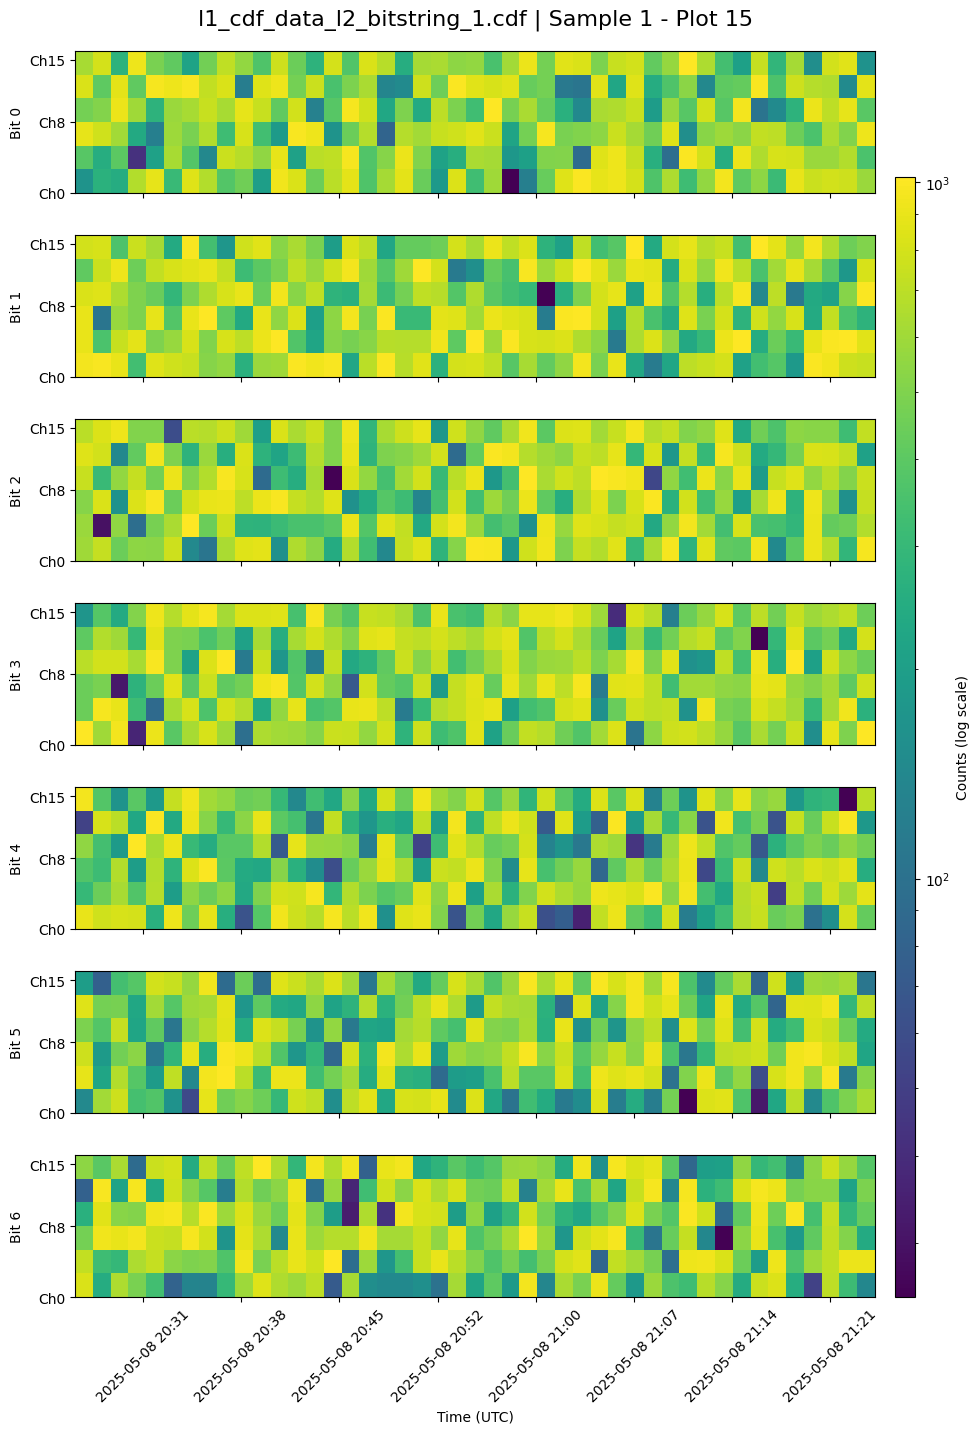 l1_cdf_data_l2_bitstring_1.cdf | Sample 1 - Plot 15
Bit 0
Ch15
Ch8
Ch0
Bit 1
Ch15
Ch8
Ch0
Bit 2
Ch15
Ch8
Ch0
Bit 3
Ch15
Ch8
Ch0
Bit 4
Ch15
Ch8
Ch0
Bit 5
Ch15
Ch8
Ch0
Bit 6
Ch15
Ch8
Ch0
2025-05-08 20:31
2025-05-08 20:38
2025-05-08 20:45
2025-05-08 20:52
2025-05-08 21:00
2025-05-08 21:07
2025-05-08 21:14
2025-05-08 21:21
Time (UTC)
10³
10²
Counts (log scale)